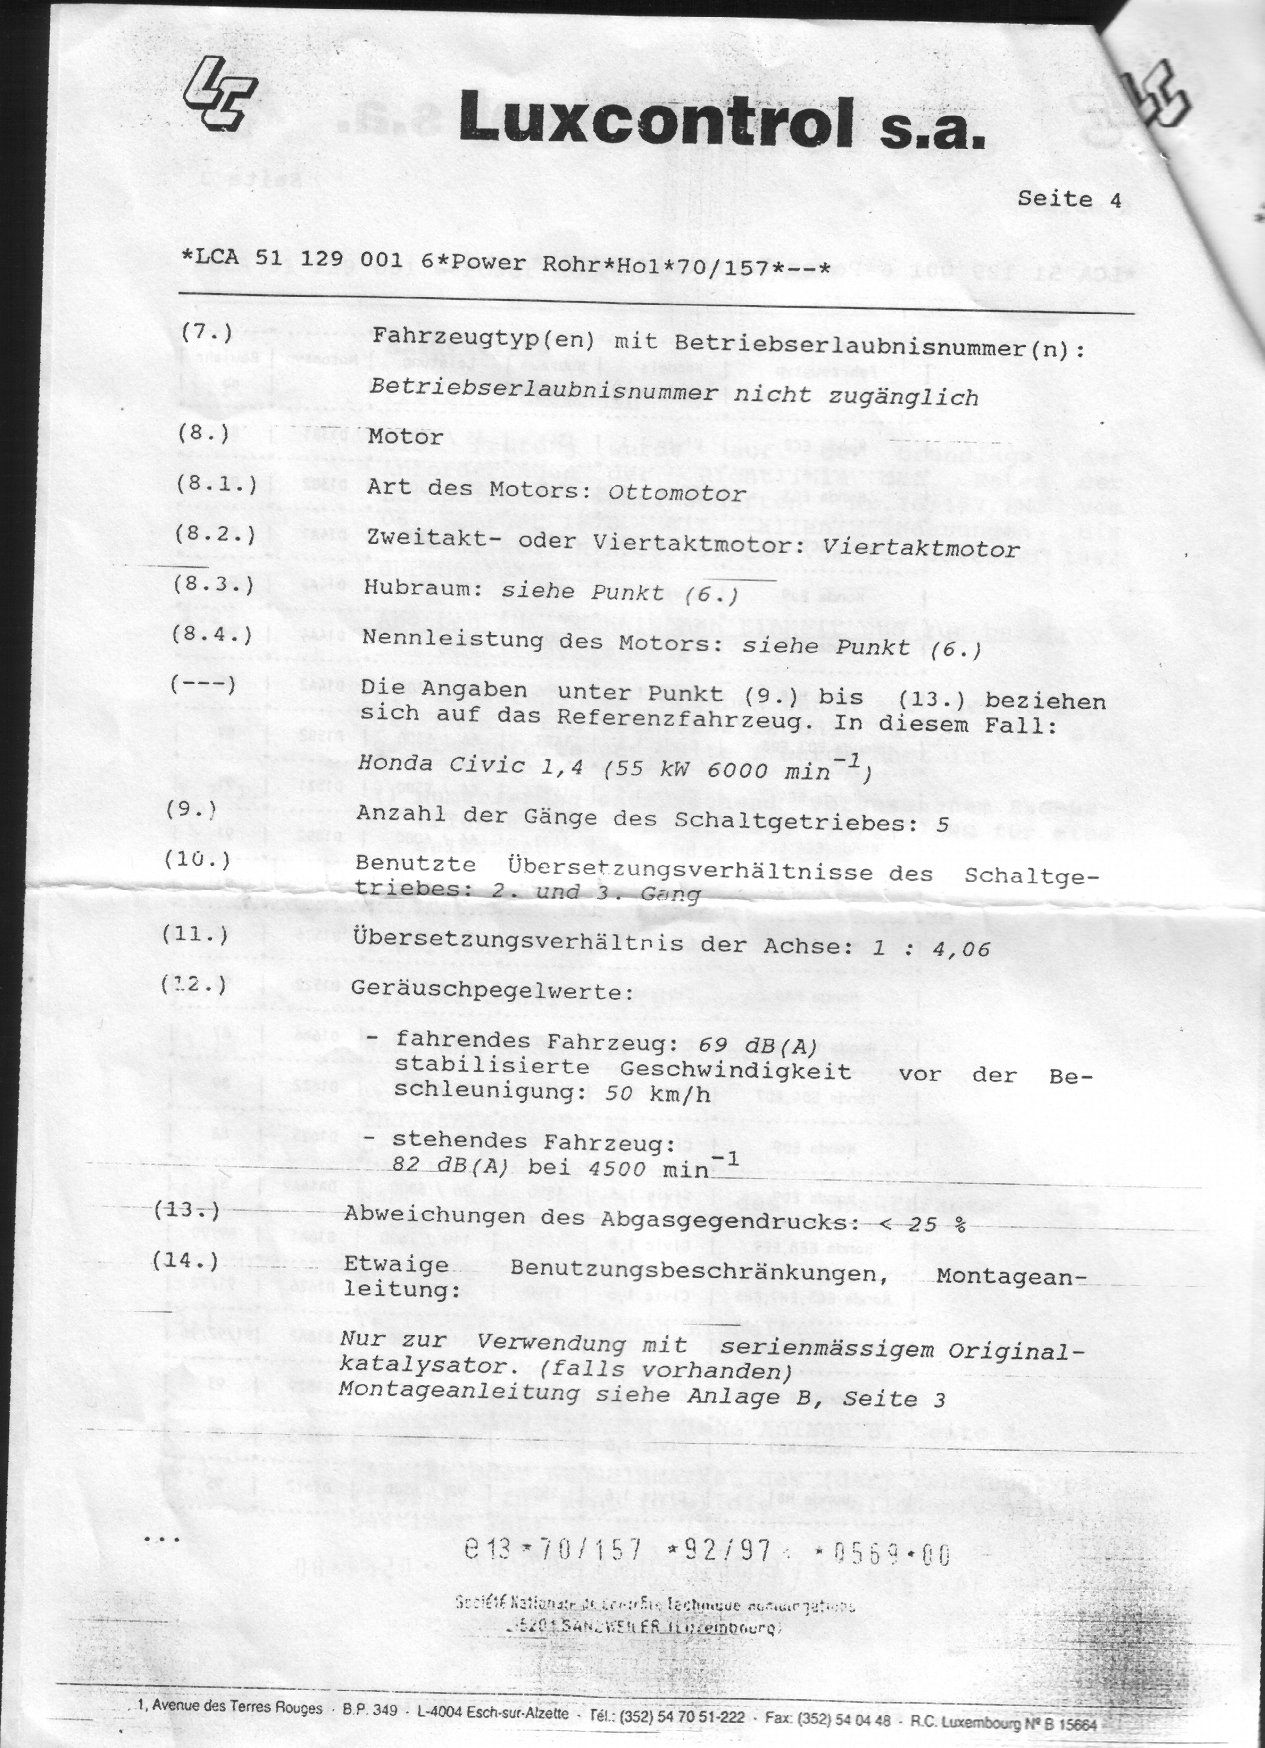 LC
Luxcontrol s.a.
Seite 4
*LCA 51 129 001 6*Power Rohr*Hol*70/157*--*
(7.) Fahrzeugtyp(en) mit Betriebserlaubnisnummer(n):
Betriebserlaubnisnummer nicht zugänglich
(8.) Motor
(8.1.) Art des Motors: Ottomotor
(8.2.) Zweitakt- oder Viertaktmotor: Viertaktmotor
(8.3.) Hubraum: siehe Punkt (6.)
(8.4.) Nennleistung des Motors: siehe Punkt (6.)
(---) Die Angaben unter Punkt (9.) bis (13.) beziehen
sich auf das Referenzfahrzeug. In diesem Fall:
Honda Civic 1,4 (55 kW 6000 min⁻¹)
(9.) Anzahl der Gänge des Schaltgetriebes: 5
(10.) Benutzte Übersetzungsverhältnisse des Schaltge-
triebes: 2. und 3. Gang
(11.) Übersetzungsverhältnis der Achse: 1 : 4,06
(12.) Geräuschpegelwerte:
- fahrendes Fahrzeug: 69 dB(A)
stabilisierte Geschwindigkeit vor der Be-
schleunigung: 50 km/h
- stehendes Fahrzeug:
82 dB(A) bei 4500 min⁻¹
(13.) Abweichungen des Abgasgegendrucks: < 25 %
(14.) Etwaige Benutzungsbeschränkungen, Montagean-
leitung:
Nur zur Verwendung mit serienmässigem Original-
katalysator. (falls vorhanden)
Montageanleitung siehe Anlage B, Seite 3
...
e13*70/157 *92/97 *0569*00
Société Nationale de Contrôle Technique
SANDWEILER (Luxembourg)
1, Avenue des Terres Rouges · B.P. 349 · L-4004 Esch-sur-Alzette · Tél.: (352) 54 70 51-222 · Fax: (352) 54 04 48 · R.C. Luxembourg Nº B 15664